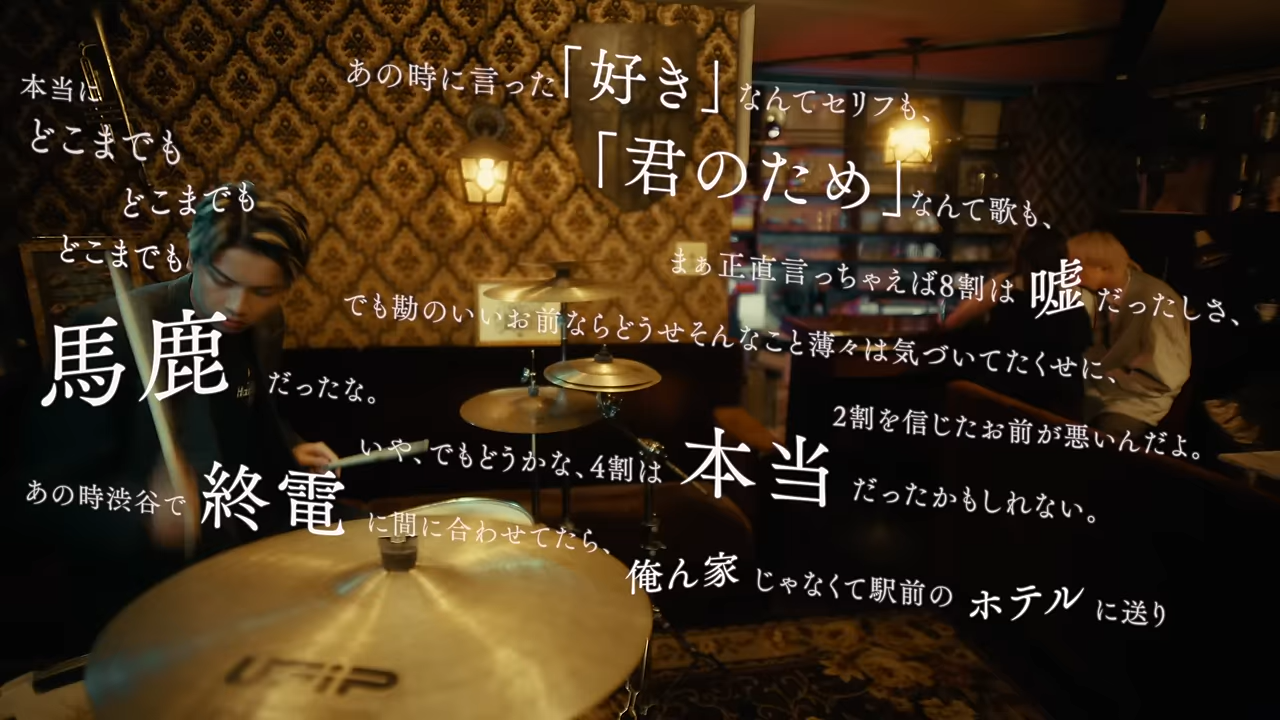 あの時に言った「好き」なんてセリフも、
「君のため」なんて歌も、
まぁ正直言っちゃえば8割は嘘だったしさ、
でも勘のいいお前ならどうせそんなこと薄々は気づいてたくせに、
2割を信じたお前が悪いんだよ。
いや、でもどうかな、4割は本当だったかもしれない。
あの時渋谷で終電に間に合わせてたら、
俺ん家じゃなくて駅前のホテルに送り
本当は
どこまでも
どこまでも
どこまでも
馬鹿だったな。
UFIP